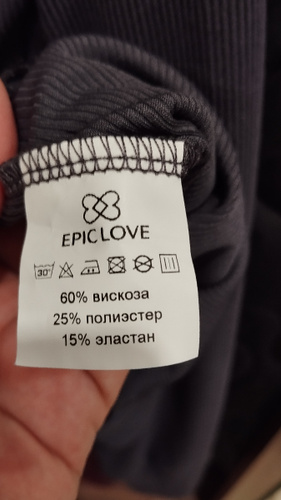 EPICLOVE
30°
60% вискоза
25% полиэстер
15% эластан